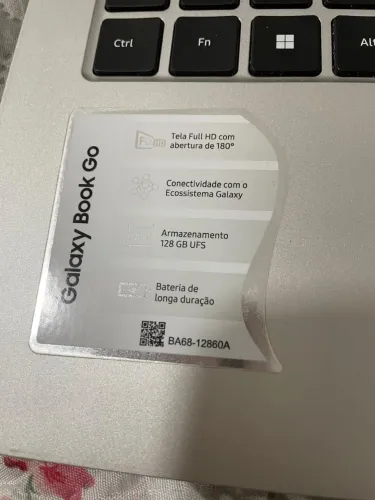 Ctrl
Fn
Alt
Galaxy Book Go
Tela Full HD com
abertura de 180º
Conectividade com o
Ecossistema Galaxy
Armazenamento
128 GB UFS
Bateria de
longa duração
BA68-12860A